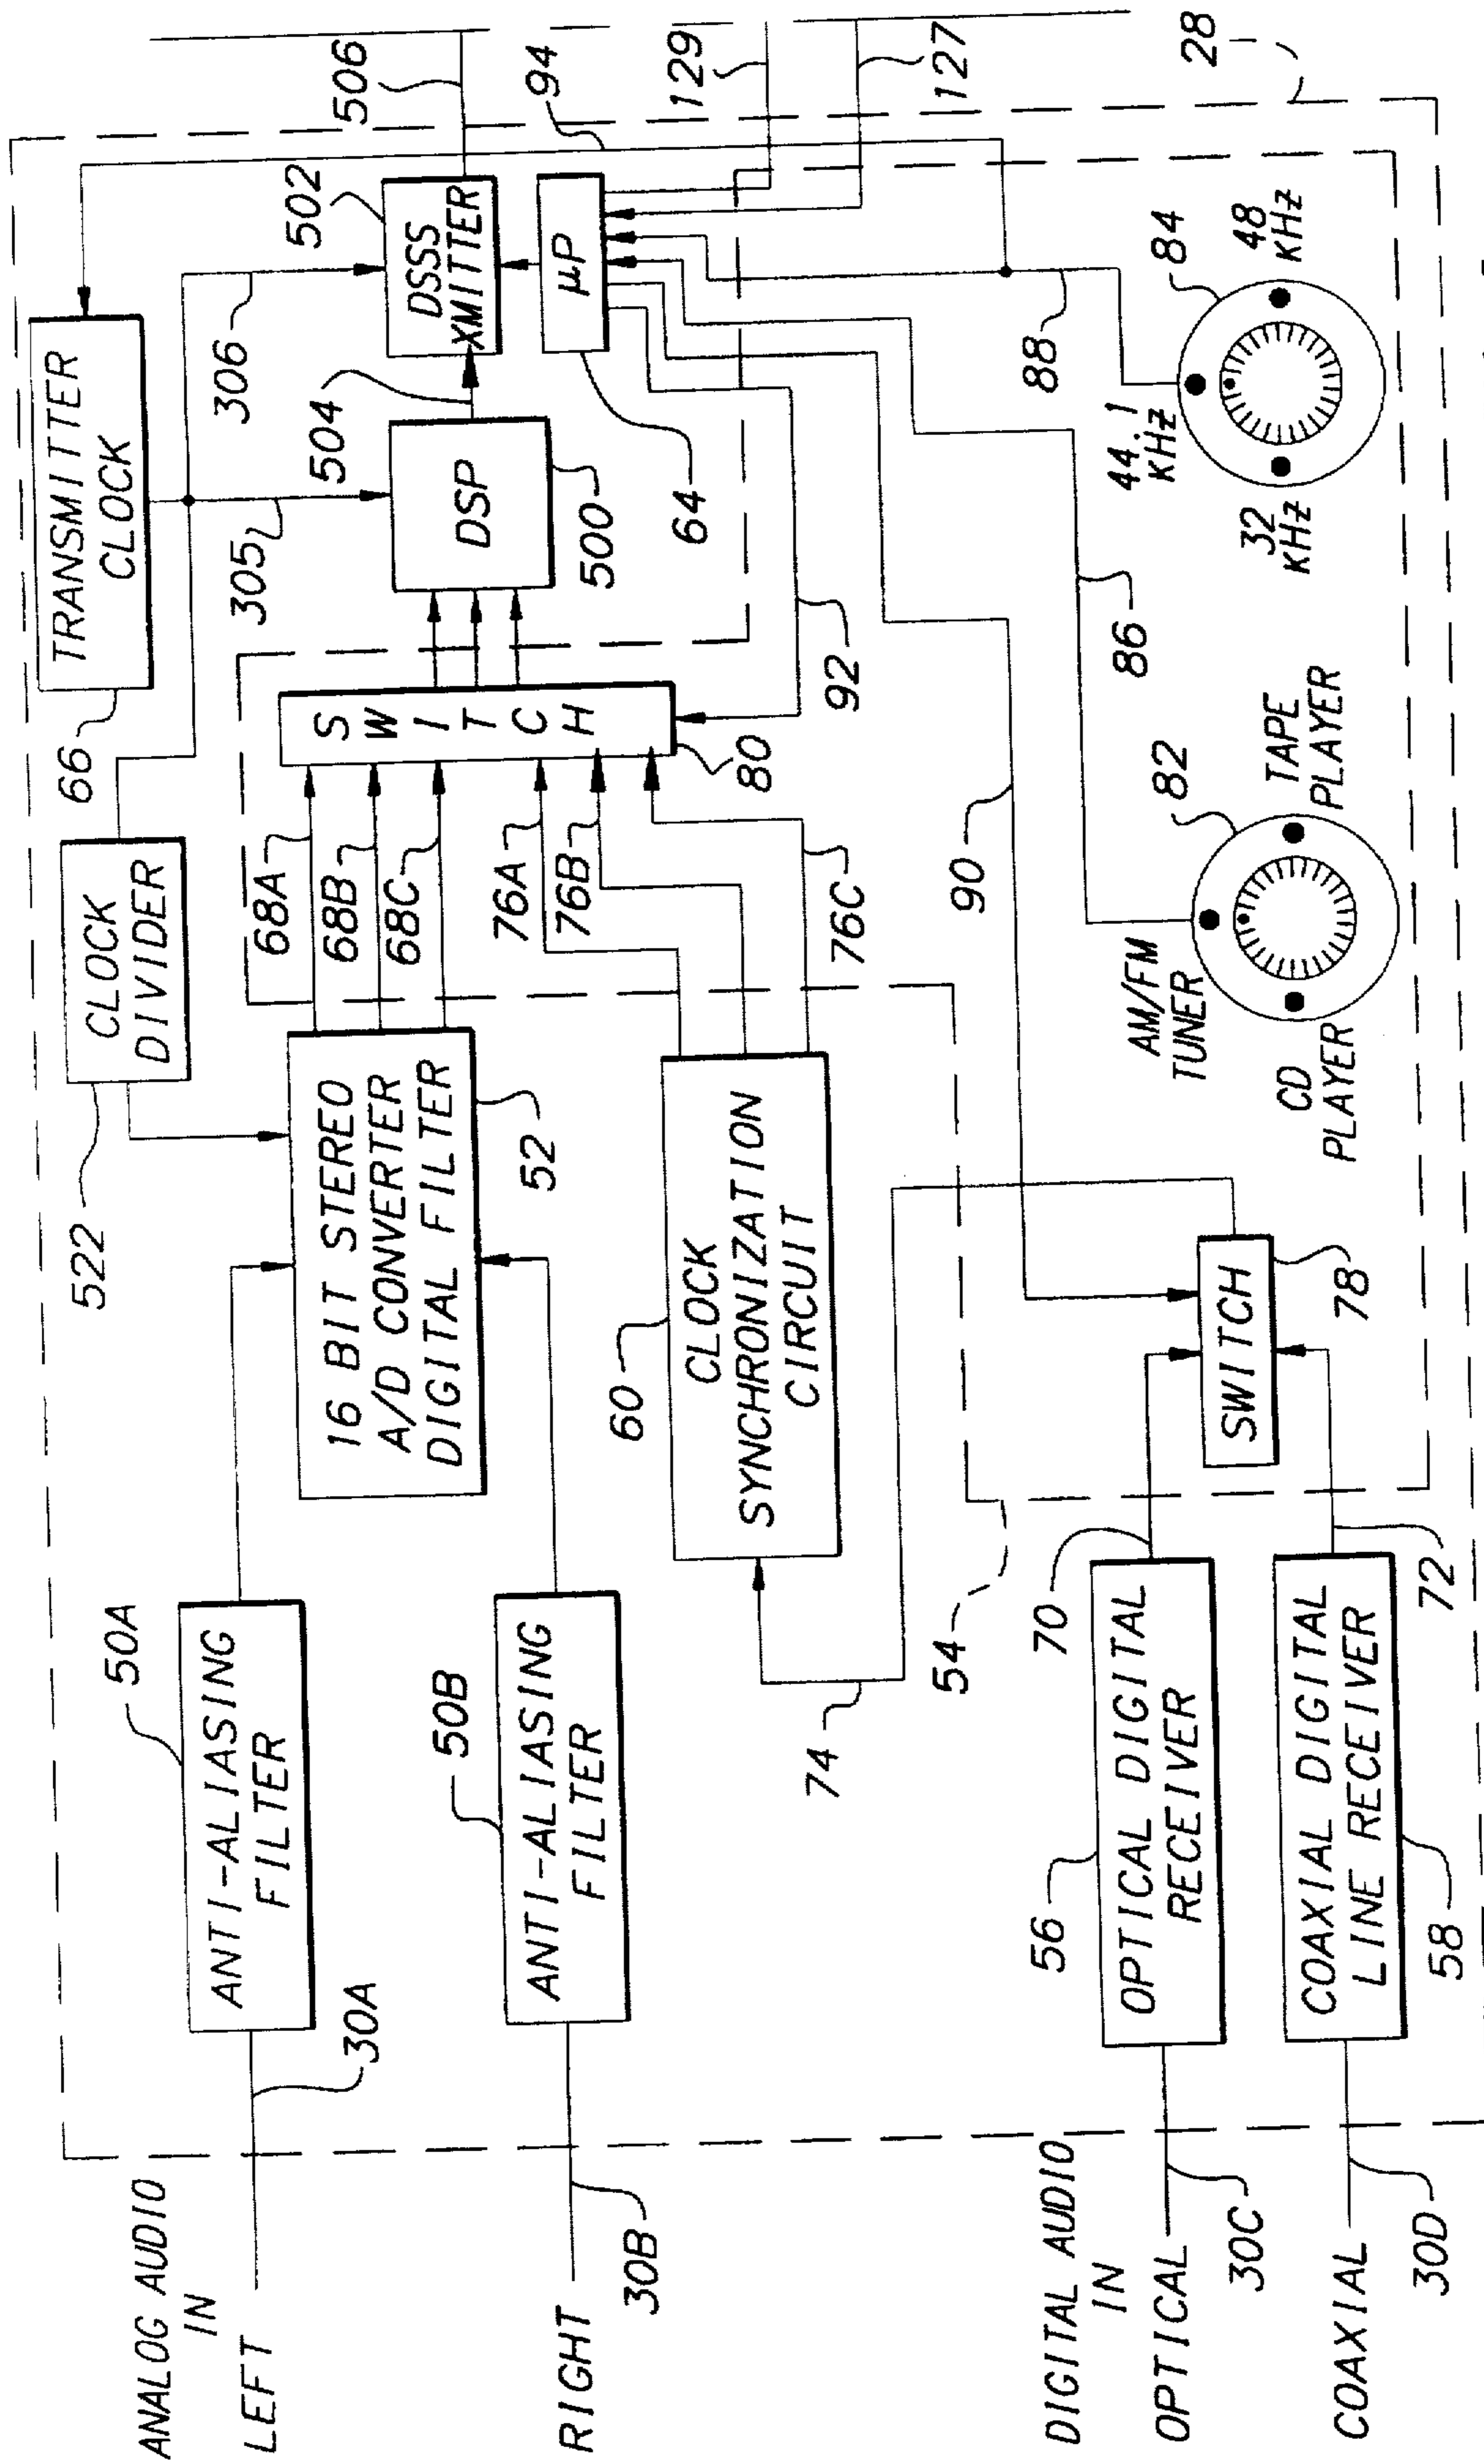 ANALOG AUDIO
IN
LEFT
30A
50A
ANTI-ALIASING
FILTER
RIGHT
30B
50B
ANTI-ALIASING
FILTER
522
CLOCK
DIVIDER
66
TRANSMITTER
CLOCK
16 BIT STEREO
A/D CONVERTER
DIGITAL FILTER
52
68A
68B
68C
76A
76B
76C
SWITCH
80
305
306
DSP
500
504
DSSS
XMITTER
502
506
94
µP
64
129
127
28
92
60
CLOCK
SYNCHRONIZATION
CIRCUIT
74
54
DIGITAL AUDIO
IN
OPTICAL
30C
56
OPTICAL DIGITAL
RECEIVER
70
COAXIAL
30D
COAXIAL DIGITAL
LINE RECEIVER
58
72
SWITCH
78
90
AM/FM
TUNER
CD
PLAYER
82
TAPE
PLAYER
86
88
44.1
KHz
32
KHz
84
48
KHz